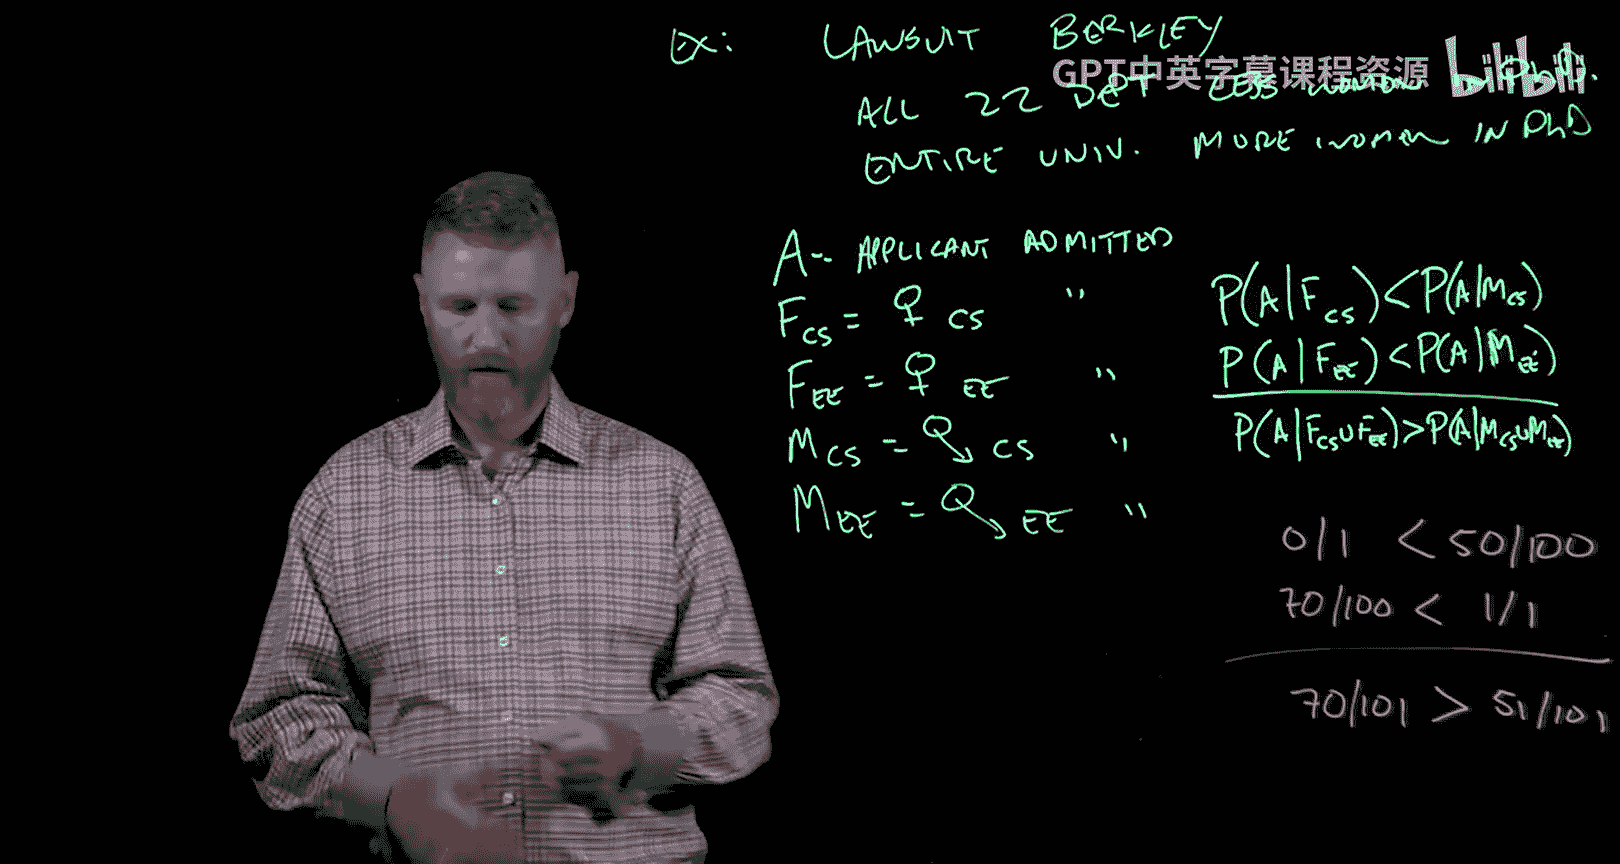 EX: LAWSUIT BERKLEY
GPT中英字幕课程资源 bilibili
ALL 22 DEPT LESS WOMEN
ENTIRE UNIV. MORE WOMEN IN PhD
A - APPLICANT ADMITTED
F_CS = ♀ CS "
F_EE = ♀ EE "
M_CS = ♂ CS "
M_EE = ♂ EE "
P(A|F_CS) < P(A|M_CS)
P(A|F_EE) < P(A|M_EE)
P(A|F_CS∪F_EE) > P(A|M_CS∪M_EE)
0/1 < 50/100
70/100 < 1/1
70/101 > 51/101